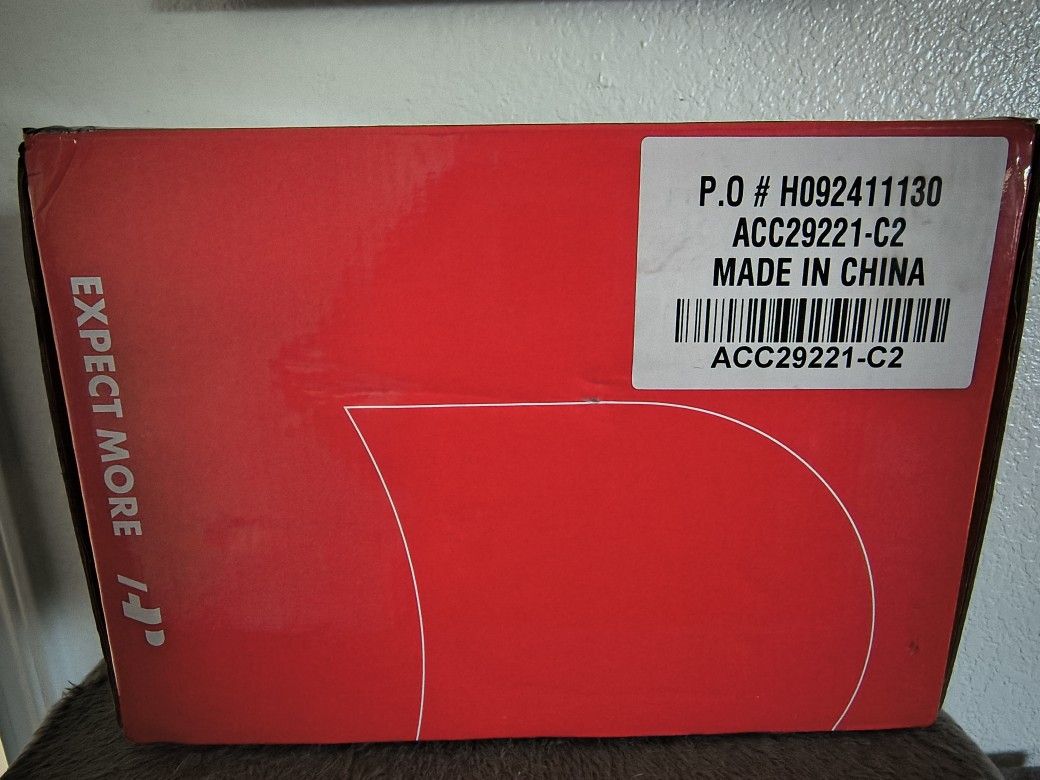 P.O # H092411130
ACC29221-C2
MADE IN CHINA
ACC29221-C2
EXPECT MORE